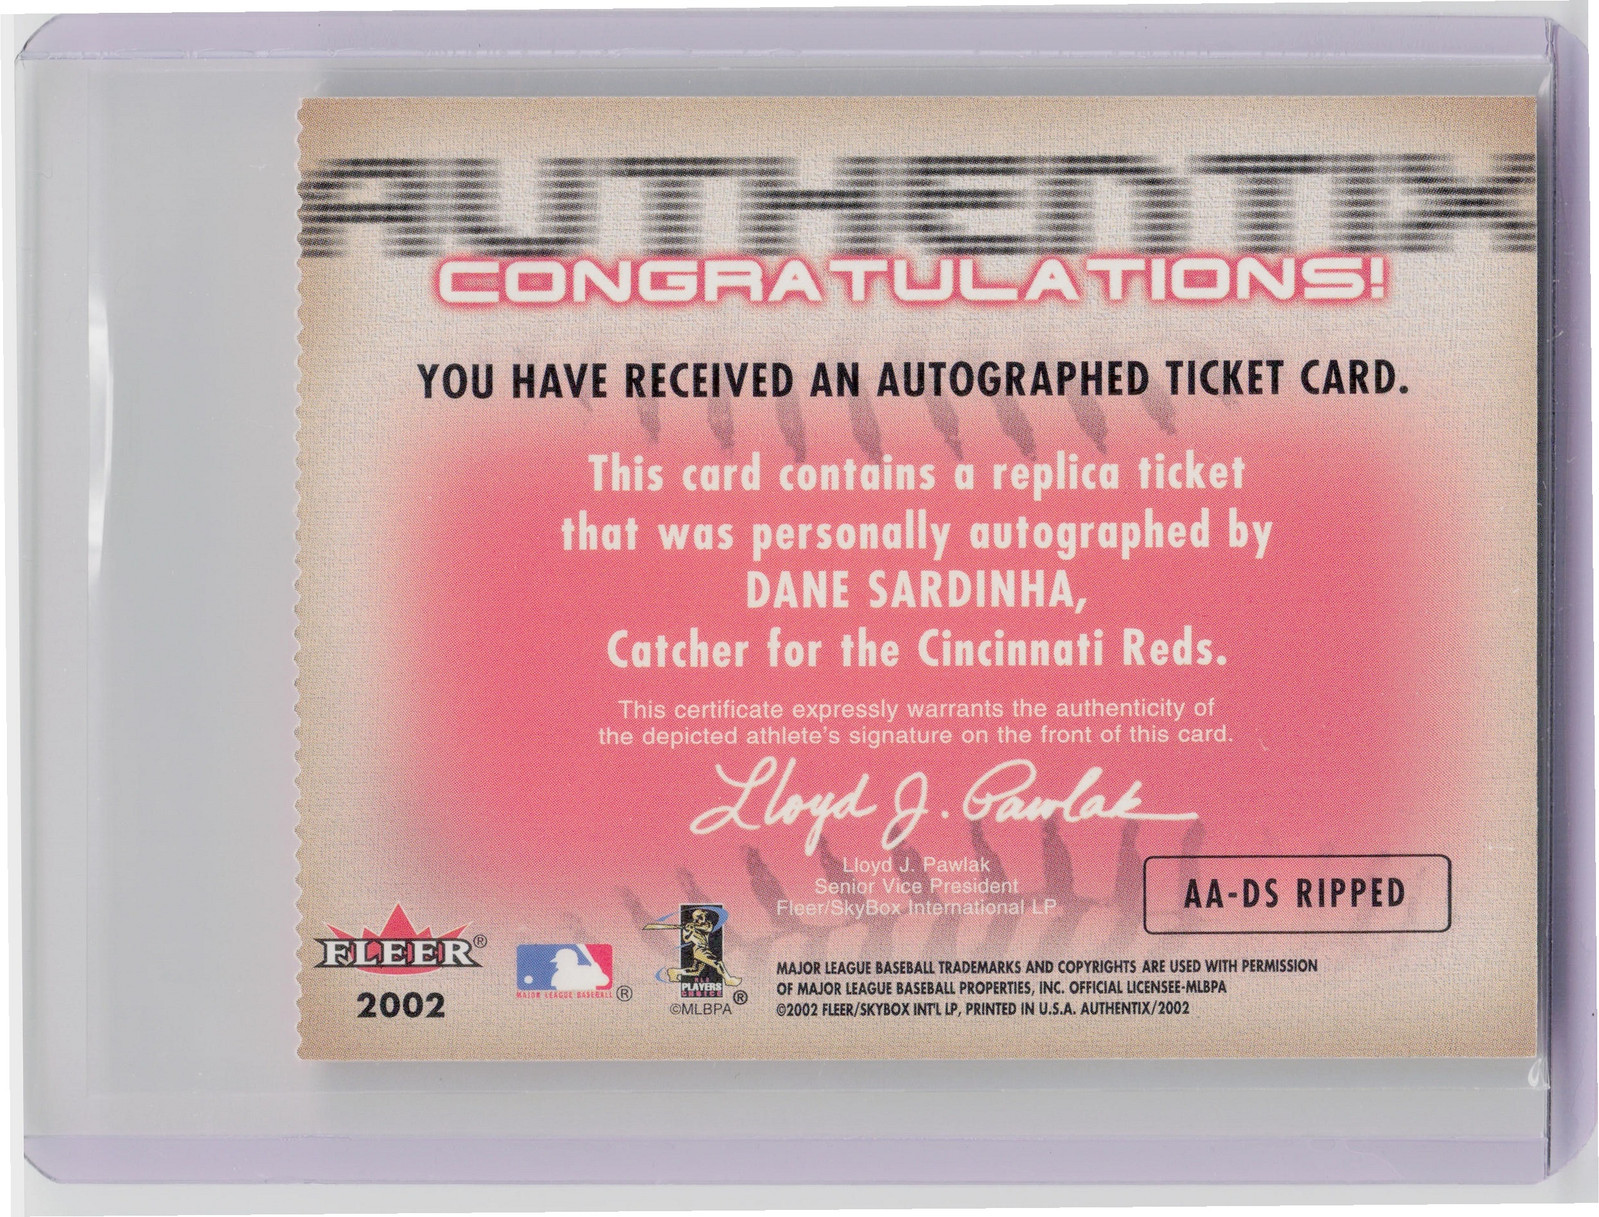 AUTHENTIX
CONGRATULATIONS!
YOU HAVE RECEIVED AN AUTOGRAPHED TICKET CARD.
This card contains a replica ticket
that was personally autographed by
DANE SARDINHA,
Catcher for the Cincinnati Reds.
This certificate expressly warrants the authenticity of
the depicted athlete's signature on the front of this card.
Lloyd J. Pawlak
Lloyd J. Pawlak
Senior Vice President
Fleer/SkyBox International LP
AA-DS RIPPED
FLEER®
2002
MAJOR LEAGUE BASEBALL ®
PLAYERS
CHOICE ®
©MLBPA
MAJOR LEAGUE BASEBALL TRADEMARKS AND COPYRIGHTS ARE USED WITH PERMISSION
OF MAJOR LEAGUE BASEBALL PROPERTIES, INC. OFFICIAL LICENSEE-MLBPA
©2002 FLEER/SKYBOX INT'L LP, PRINTED IN U.S.A. AUTHENTIX/2002